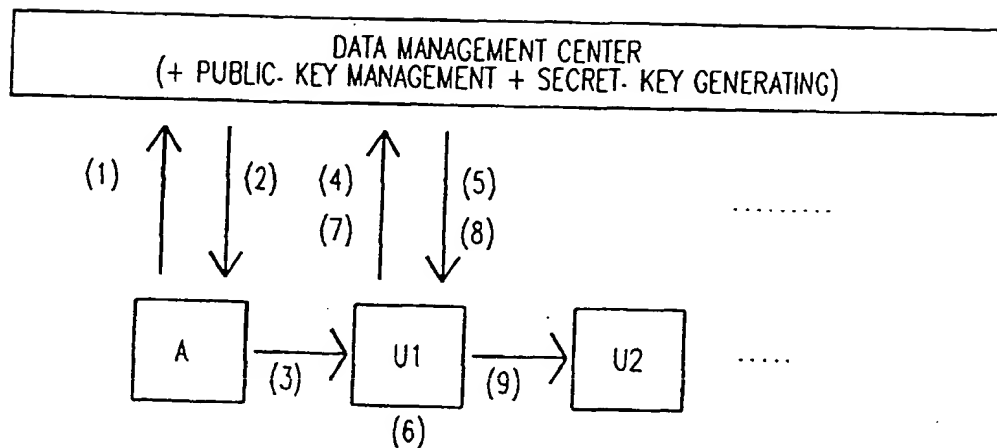 DATA MANAGEMENT CENTER
(+ PUBLIC- KEY MANAGEMENT + SECRET- KEY GENERATING)
(1)
(2)
(4)
(5)
(7)
(8)
.........
A
(3)
U1
(9)
U2
.....
(6)